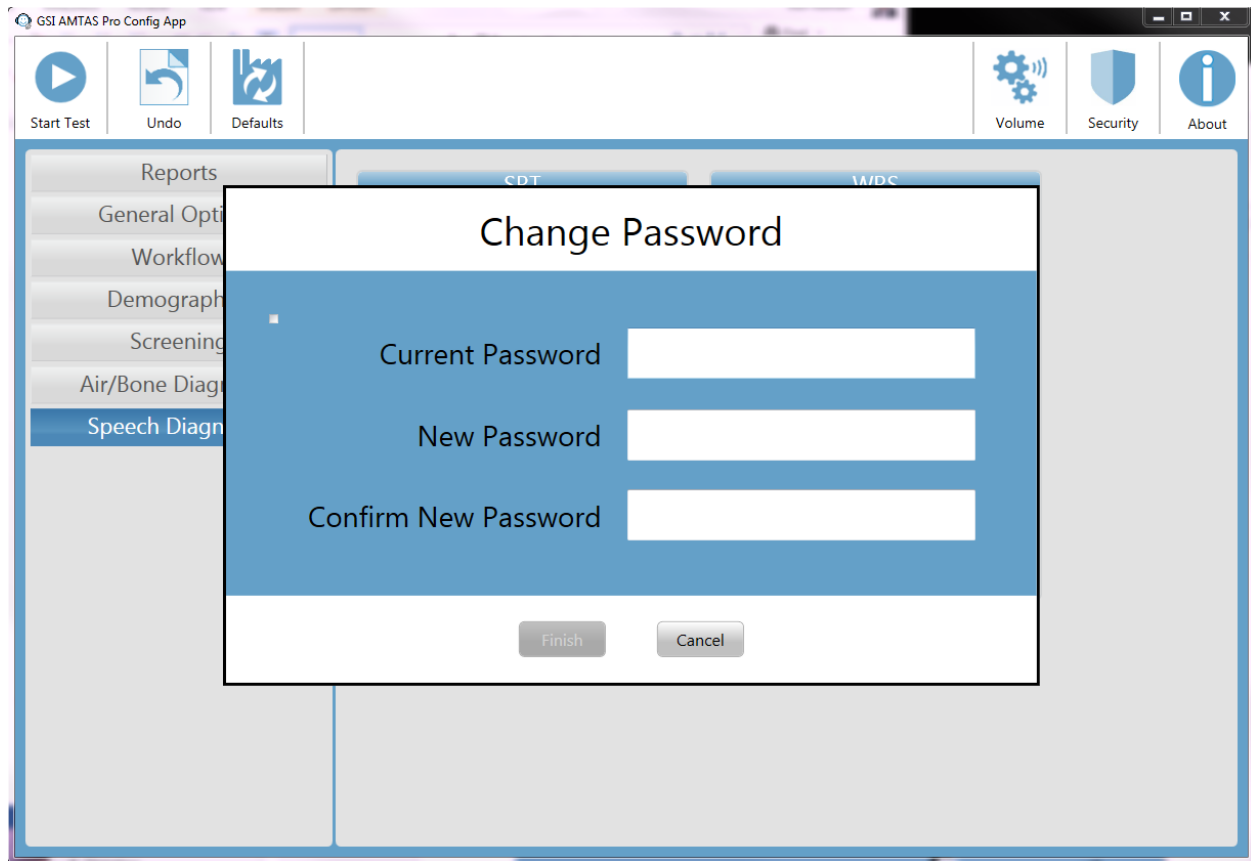 GSI AMTAS Pro Config App
Start Test Undo Defaults Volume Security About
Reports
General Opti
Workflow
Demograph
Screening
Air/Bone Diag
Speech Diagn
SRT WRS
Change Password
Current Password
New Password
Confirm New Password
Finish Cancel